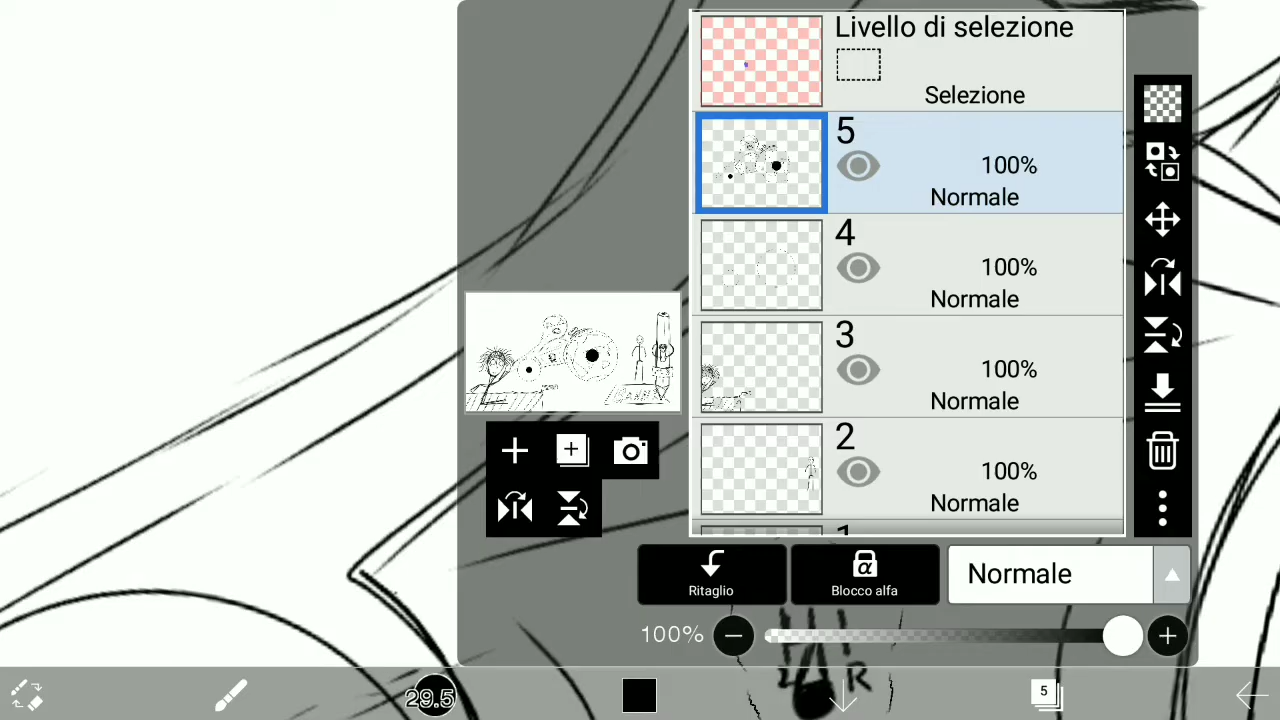 Livello di selezione
Selezione
5
100%
Normale
4
100%
Normale
3
100%
Normale
2
100%
Normale
1
Ritaglio
α
Blocco alfa
Normale
100%
R
29.5
5